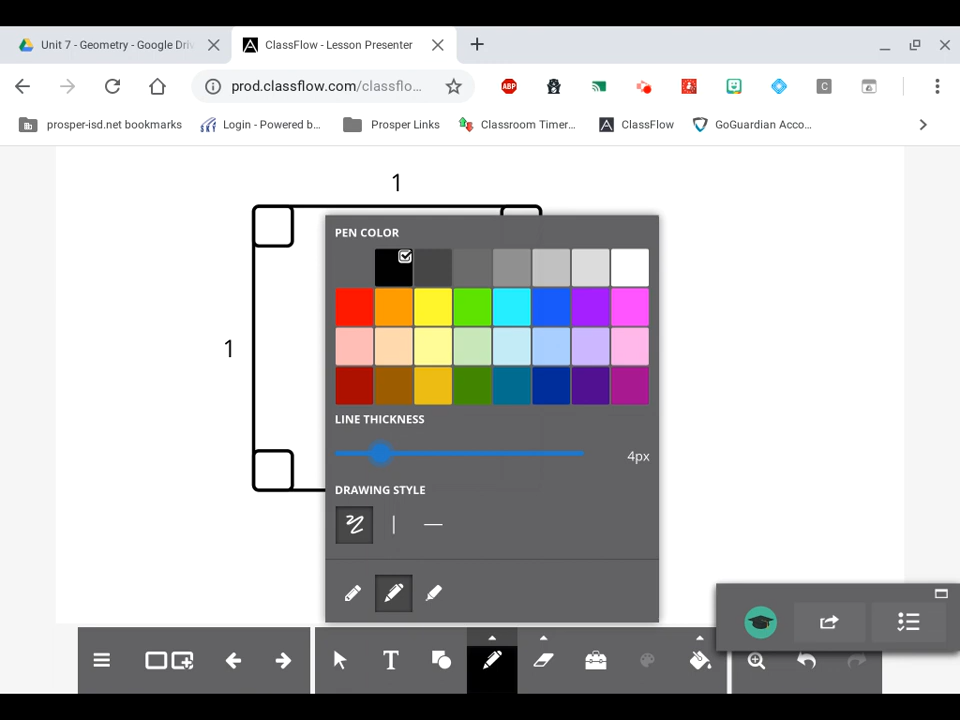 Unit 7 - Geometry - Google Driv
ClassFlow - Lesson Presenter
prod.classflow.com/classflo...
ABP
C
prosper-isd.net bookmarks
Login - Powered b...
Prosper Links
Classroom Timer...
ClassFlow
GoGuardian Acco...
1
1
PEN COLOR
LINE THICKNESS
4px
DRAWING STYLE
T